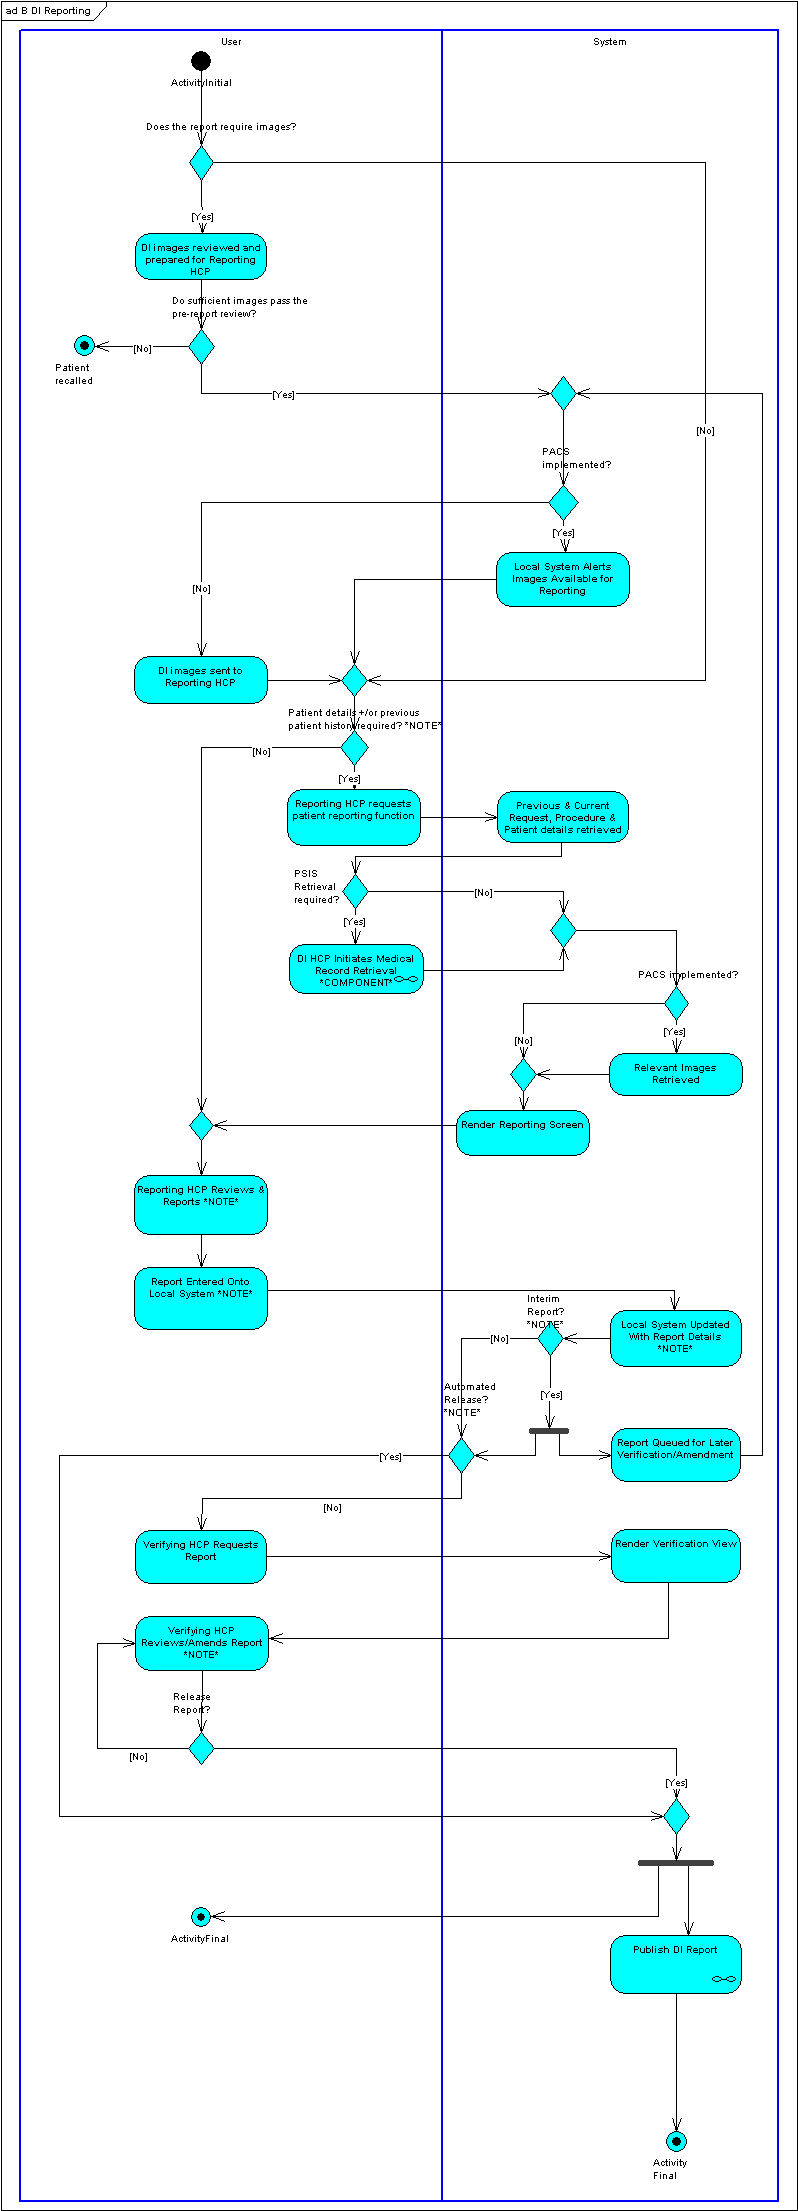 ad B DI Reporting
User
System
ActivityInitial
Does the report require images?
[Yes]
DI images reviewed and
prepared for Reporting
HCP
Do sufficient images pass the
pre-report review?
[No]
Patient
recalled
[Yes]
[No]
PACS
implemented?
[Yes]
Local System Alerts
Images Available for
Reporting
[No]
DI images sent to
Reporting HCP
Patient details +/or previous
patient history required? *NOTE*
[No]
[Yes]
Reporting HCP requests
patient reporting function
Previous & Current
Request, Procedure &
Patient details retrieved
PSIS
Retrieval
required?
[No]
[Yes]
DI HCP Initiates Medical
Record Retrieval
*COMPONENT*
PACS implemented?
[Yes]
[No]
Relevant Images
Retrieved
Render Reporting Screen
Reporting HCP Reviews &
Reports *NOTE*
Report Entered Onto
Local System *NOTE*
Interim
Report?
*NOTE*
Local System Updated
With Report Details
*NOTE*
[No]
[Yes]
Automated
Release?
*NOTE*
Report Queued for Later
Verification/Amendment
[Yes]
[No]
Verifying HCP Requests
Report
Render Verification View
Verifying HCP
Reviews/Amends Report
*NOTE*
Release
Report?
[No]
[Yes]
ActivityFinal
Publish DI Report
Activity
Final